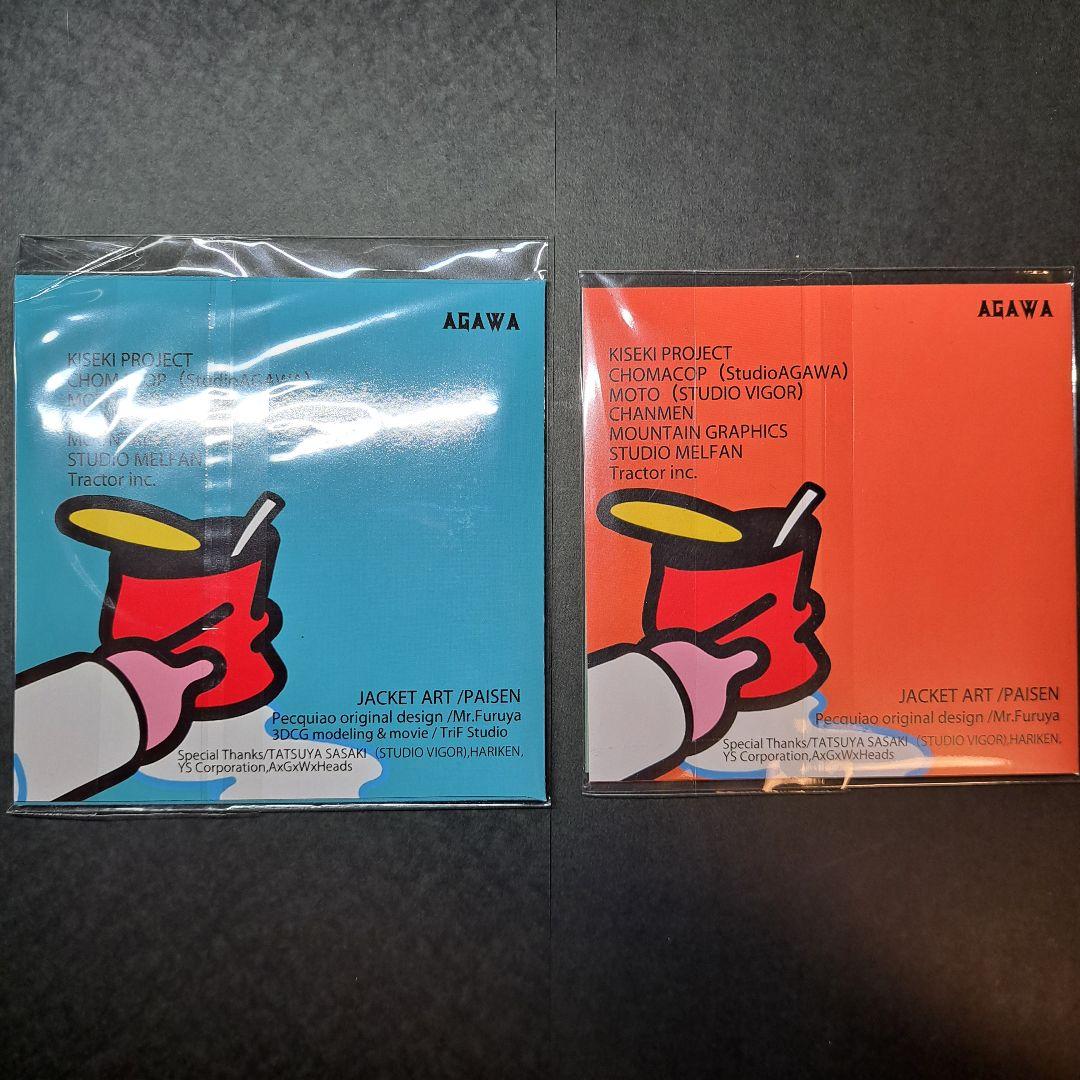 AGAWA
KISEKI PROJECT
CHOMACOP（StudioAGAWA）
MO
STUDIO MELFAN
Tractor inc.
JACKET ART /PAISEN
Pecquiao original design /Mr.Furuya
3DCG modeling & movie / TriF Studio
Special Thanks/TATSUYA SASAKI（STUDIO VIGOR),HARIKEN,
YS Corporation,AxGxWxHeads
AGAWA
KISEKI PROJECT
CHOMACOP（StudioAGAWA）
MOTO（STUDIO VIGOR）
CHANMEN
MOUNTAIN GRAPHICS
STUDIO MELFAN
Tractor inc.
JACKET ART /PAISEN
Pecquiao original design /Mr.Furuya
Special Thanks/TATSUYA SASAKI（STUDIO VIGOR),HARIKEN,
YS Corporation,AxGxWxHeads